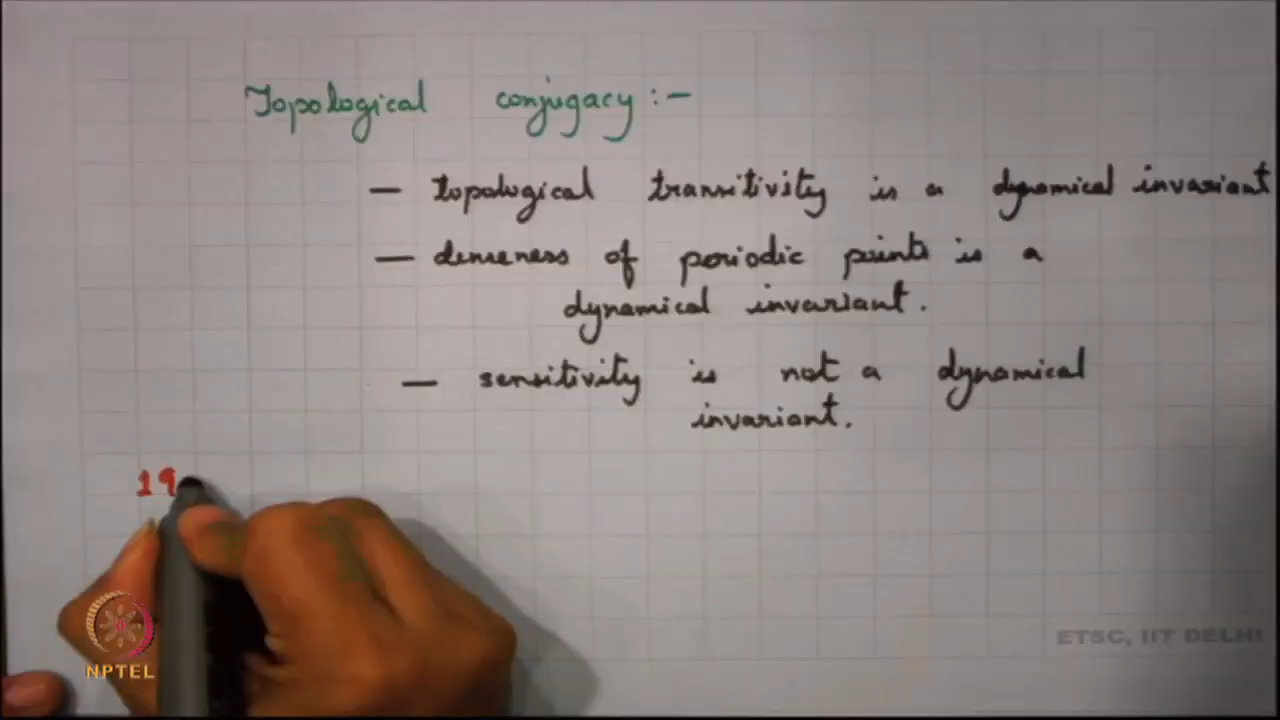 Topological conjugacy :-
— topological transitivity is a dynamical invariant
— denseness of periodic points is a
dynamical invariant.
— sensitivity is not a dynamical
invariant.
19
NPTEL
ETSC, IIT DELHI